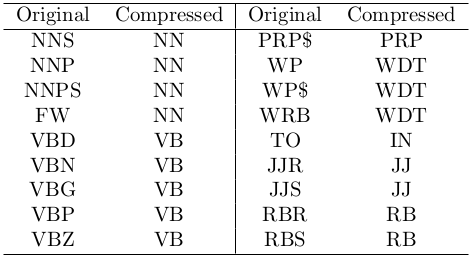 Original Compressed Original Compressed
NNS NN PRP$ PRP
NNP NN WP WDT
NNPS NN WP$ WDT
FW NN WRB WDT
VBD VB TO IN
VBN VB JJR JJ
VBG VB JJS JJ
VBP VB RBR RB
VBZ VB RBS RB